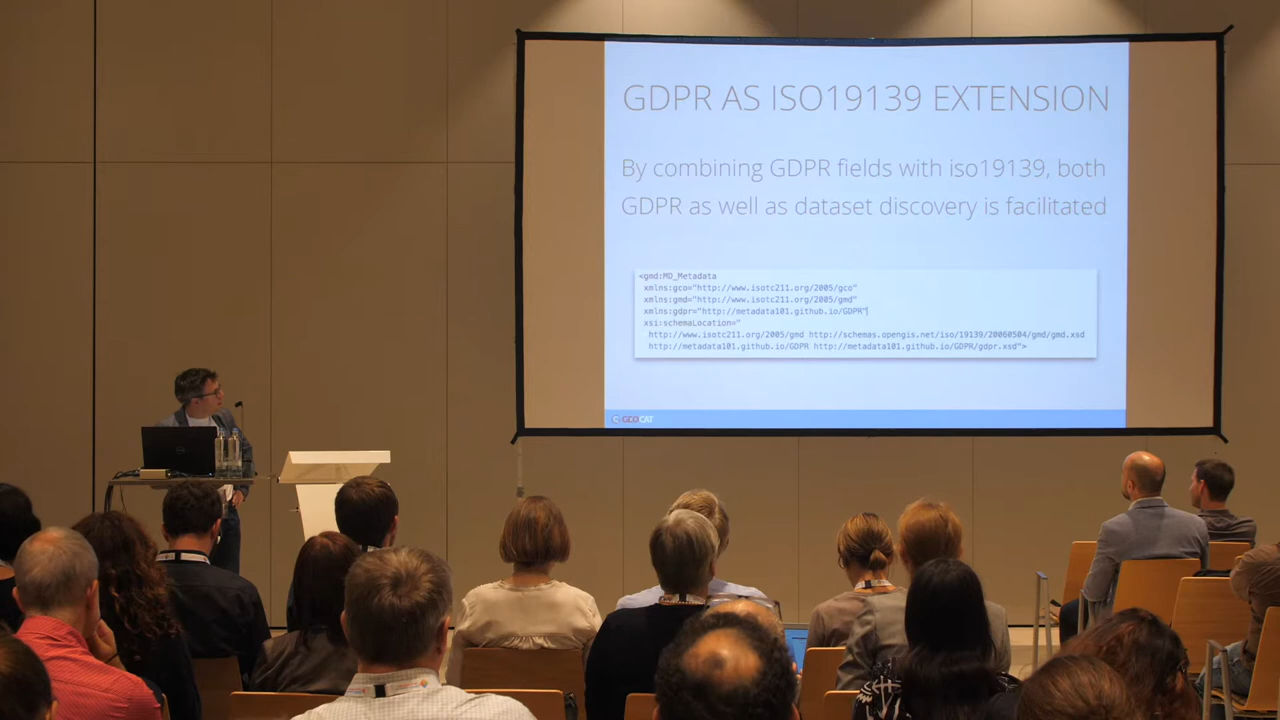 GDPR AS ISO19139 EXTENSION
By combining GDPR fields with iso19139, both
GDPR as well as dataset discovery is facilitated
<gmd:MD_Metadata
xmlns:gco="http://www.isotc211.org/2005/gco"
xmlns:gmd="http://www.isotc211.org/2005/gmd"
xmlns:gdpr="http://metadata101.github.io/GDPR"
xsi:schemaLocation="
http://www.isotc211.org/2005/gmd http://schemas.opengis.net/iso/19139/20060504/gmd/gmd.xsd
http://metadata101.github.io/GDPR http://metadata101.github.io/GDPR/gdpr.xsd">
GEOCAT